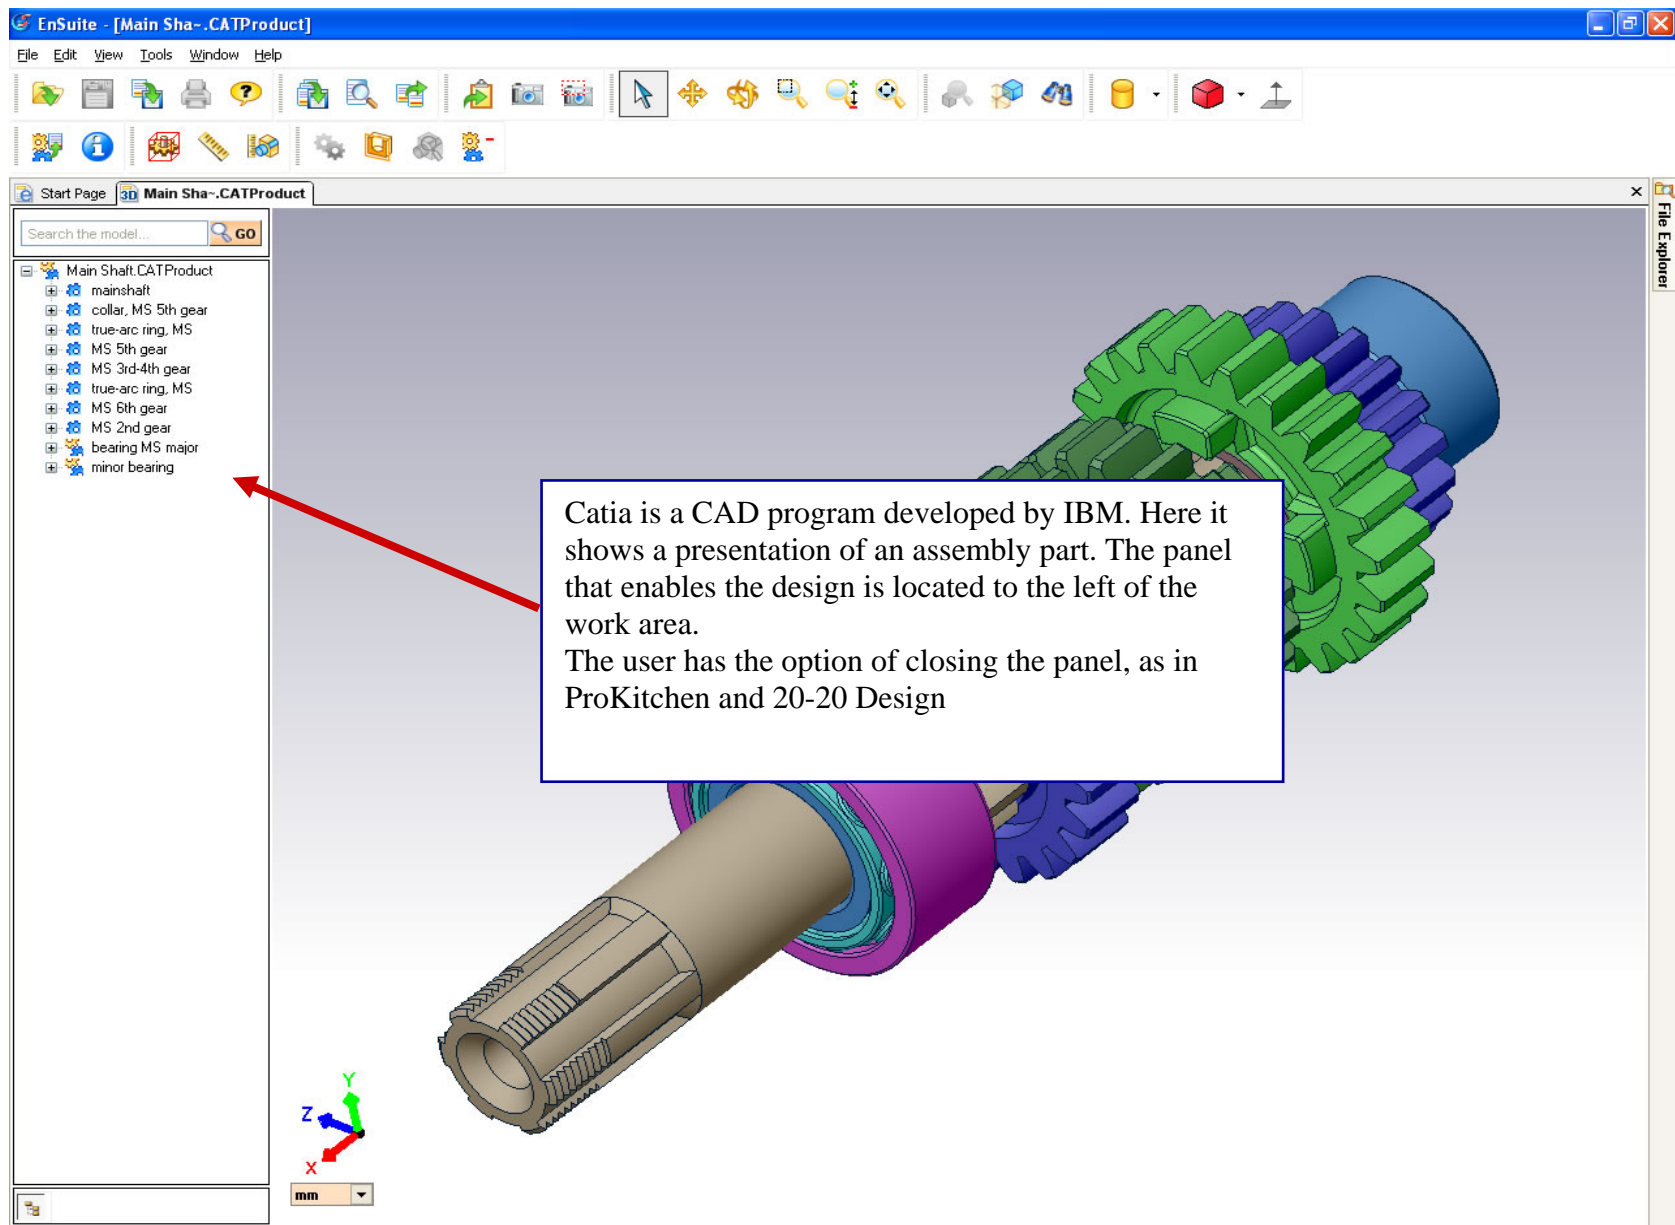 EnSuite - [Main Sha~.CATProduct]
File Edit View Tools Window Help
Start Page 3D Main Sha~.CATProduct
File Explorer
Search the model... GO
Main Shaft.CATProduct
mainshaft
collar, MS 5th gear
true-arc ring, MS
MS 5th gear
MS 3rd-4th gear
true-arc ring, MS
MS 6th gear
MS 2nd gear
bearing MS major
minor bearing
Catia is a CAD program developed by IBM. Here it
shows a presentation of an assembly part. The panel
that enables the design is located to the left of the
work area.
The user has the option of closing the panel, as in
ProKitchen and 20-20 Design
Y
Z
X
mm